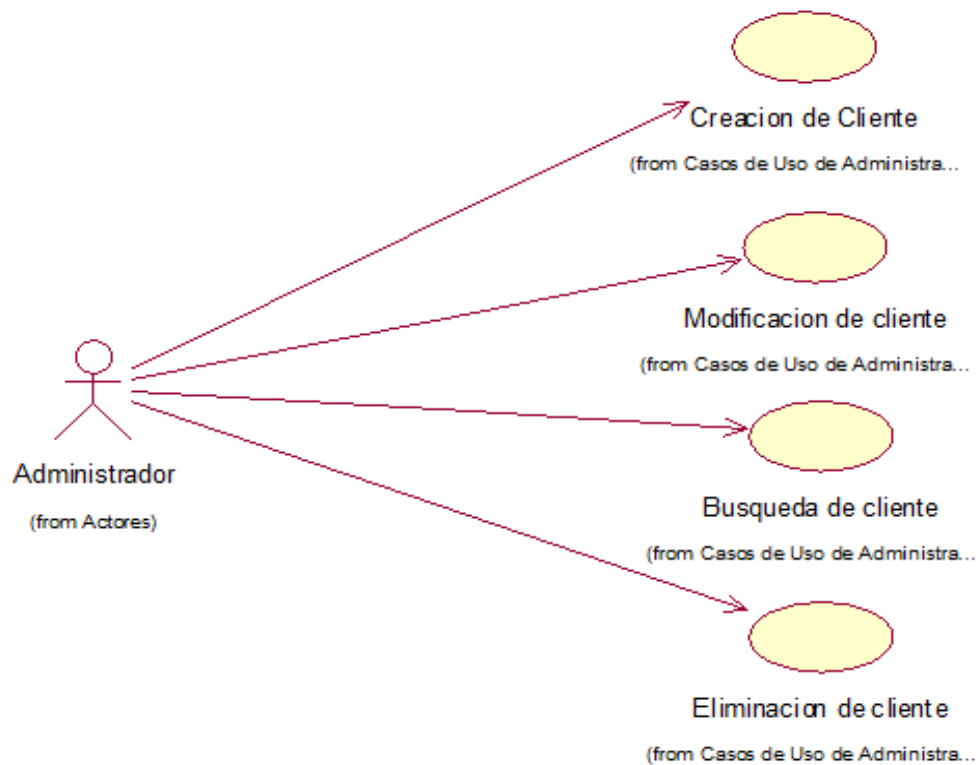 Creacion de Cliente
(from Casos de Uso de Administra...
Modificacion de cliente
(from Casos de Uso de Administra...
Administrador
(from Actores)
Búsqueda de cliente
(from Casos de Uso de Administra...
Eliminacion de cliente
(from Casos de Uso de Administra...